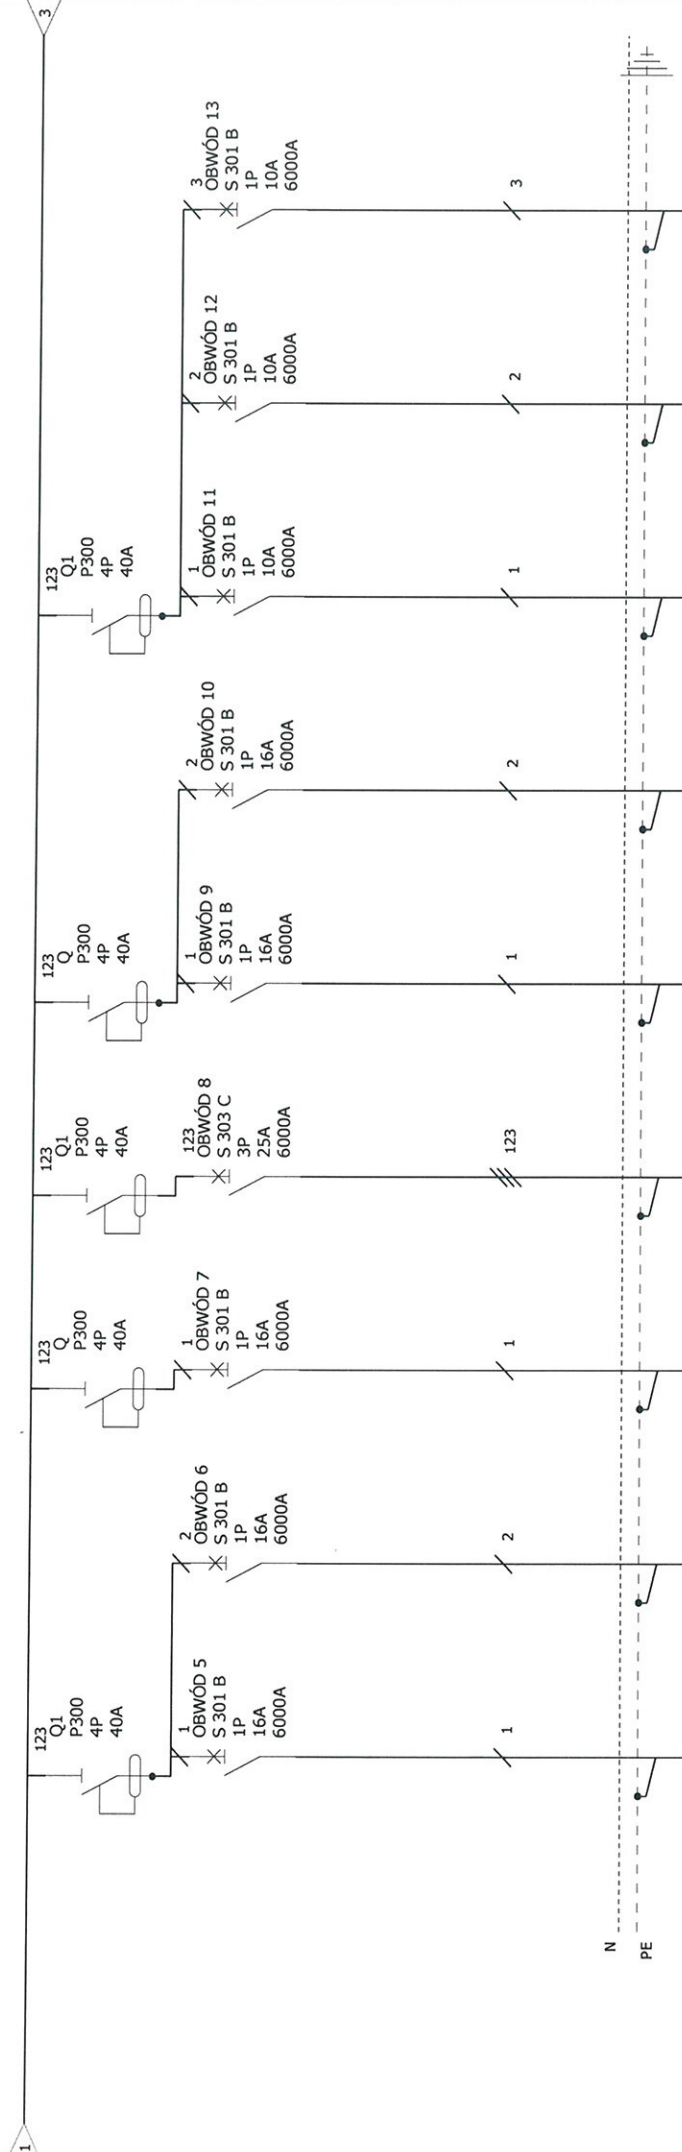 1
3
123
Q1
P300
4P
40A
123
Q
P300
4P
40A
123
Q1
P300
4P
40A
123
Q
P300
4P
40A
123
Q1
P300
4P
40A
1
OBWÓD 5
S 301 B
1P
16A
6000A
2
OBWÓD 6
S 301 B
1P
16A
6000A
1
OBWÓD 7
S 301 B
1P
16A
6000A
123
OBWÓD 8
S 303 C
3P
25A
6000A
1
OBWÓD 9
S 301 B
1P
16A
6000A
2
OBWÓD 10
S 301 B
1P
16A
6000A
1
OBWÓD 11
S 301 B
1P
10A
6000A
2
OBWÓD 12
S 301 B
1P
10A
6000A
3
OBWÓD 13
S 301 B
1P
10A
6000A
1
2
1
123
1
2
1
2
3
N
PE